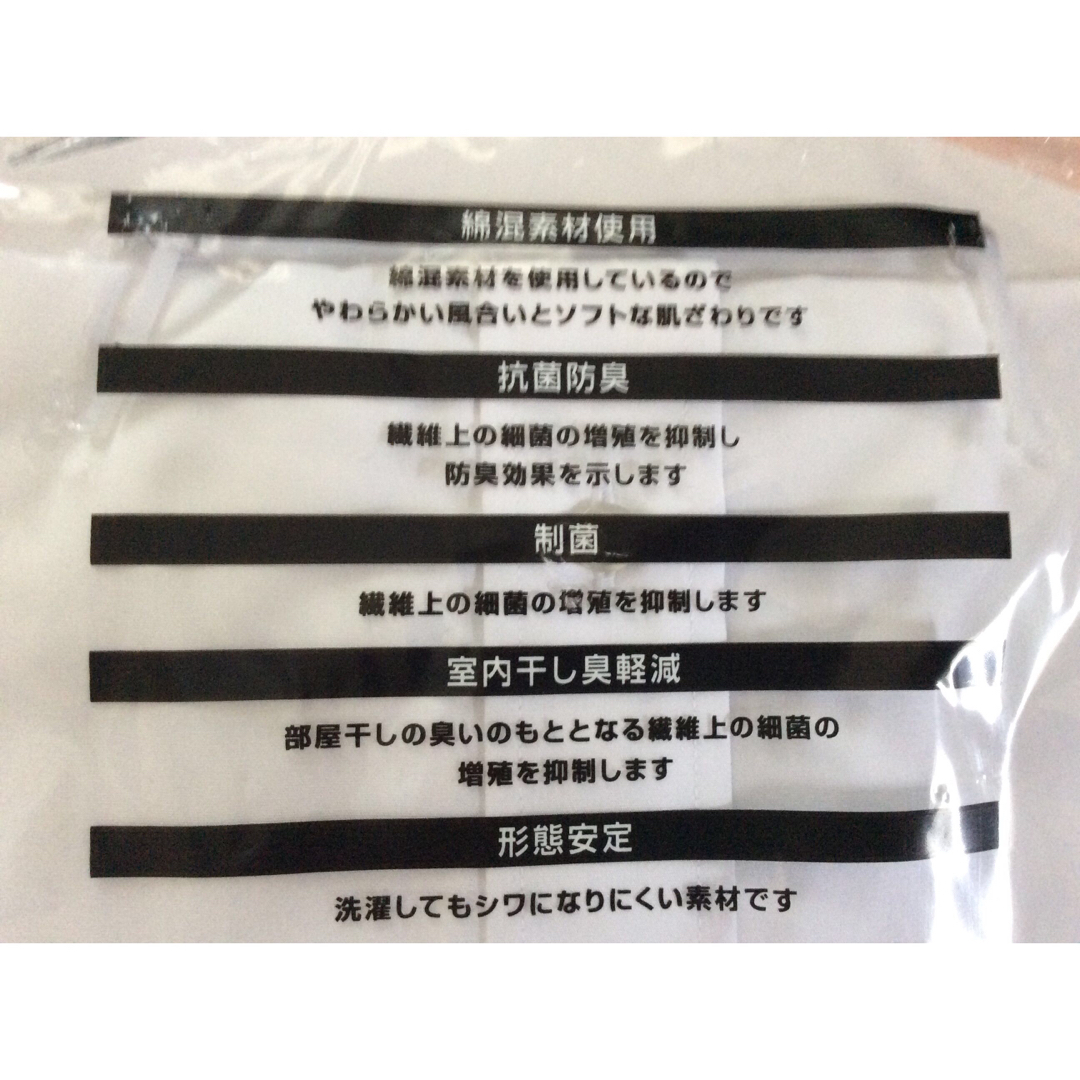 綿混素材使用
綿混素材を使用しているので
やわらかい風合いとソフトな肌ざわりです
抗菌防臭
繊維上の細菌の増殖を抑制し
防臭効果を示します
制菌
繊維上の細菌の増殖を抑制します
室内干し臭軽減
部屋干しの臭いのもととなる繊維上の細菌の
増殖を抑制します
形態安定
洗濯してもシワになりにくい素材です